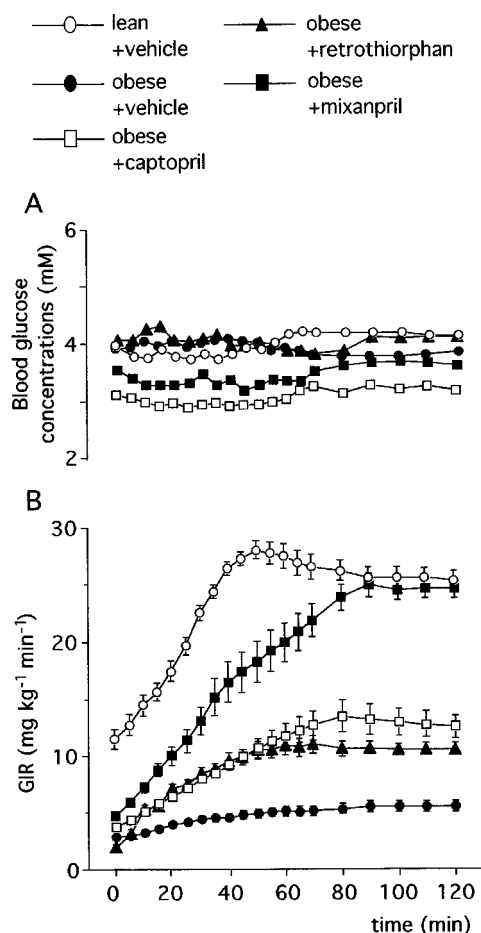 lean
+vehicle
obese
+vehicle
obese
+captopril
obese
+retrothiorphan
obese
+mixanpril
A
Blood glucose
concentrations (mM)
6
4
2
B
GIR (mg kg⁻¹ min⁻¹)
30
20
10
0
0 20 40 60 80 100 120
time (min)